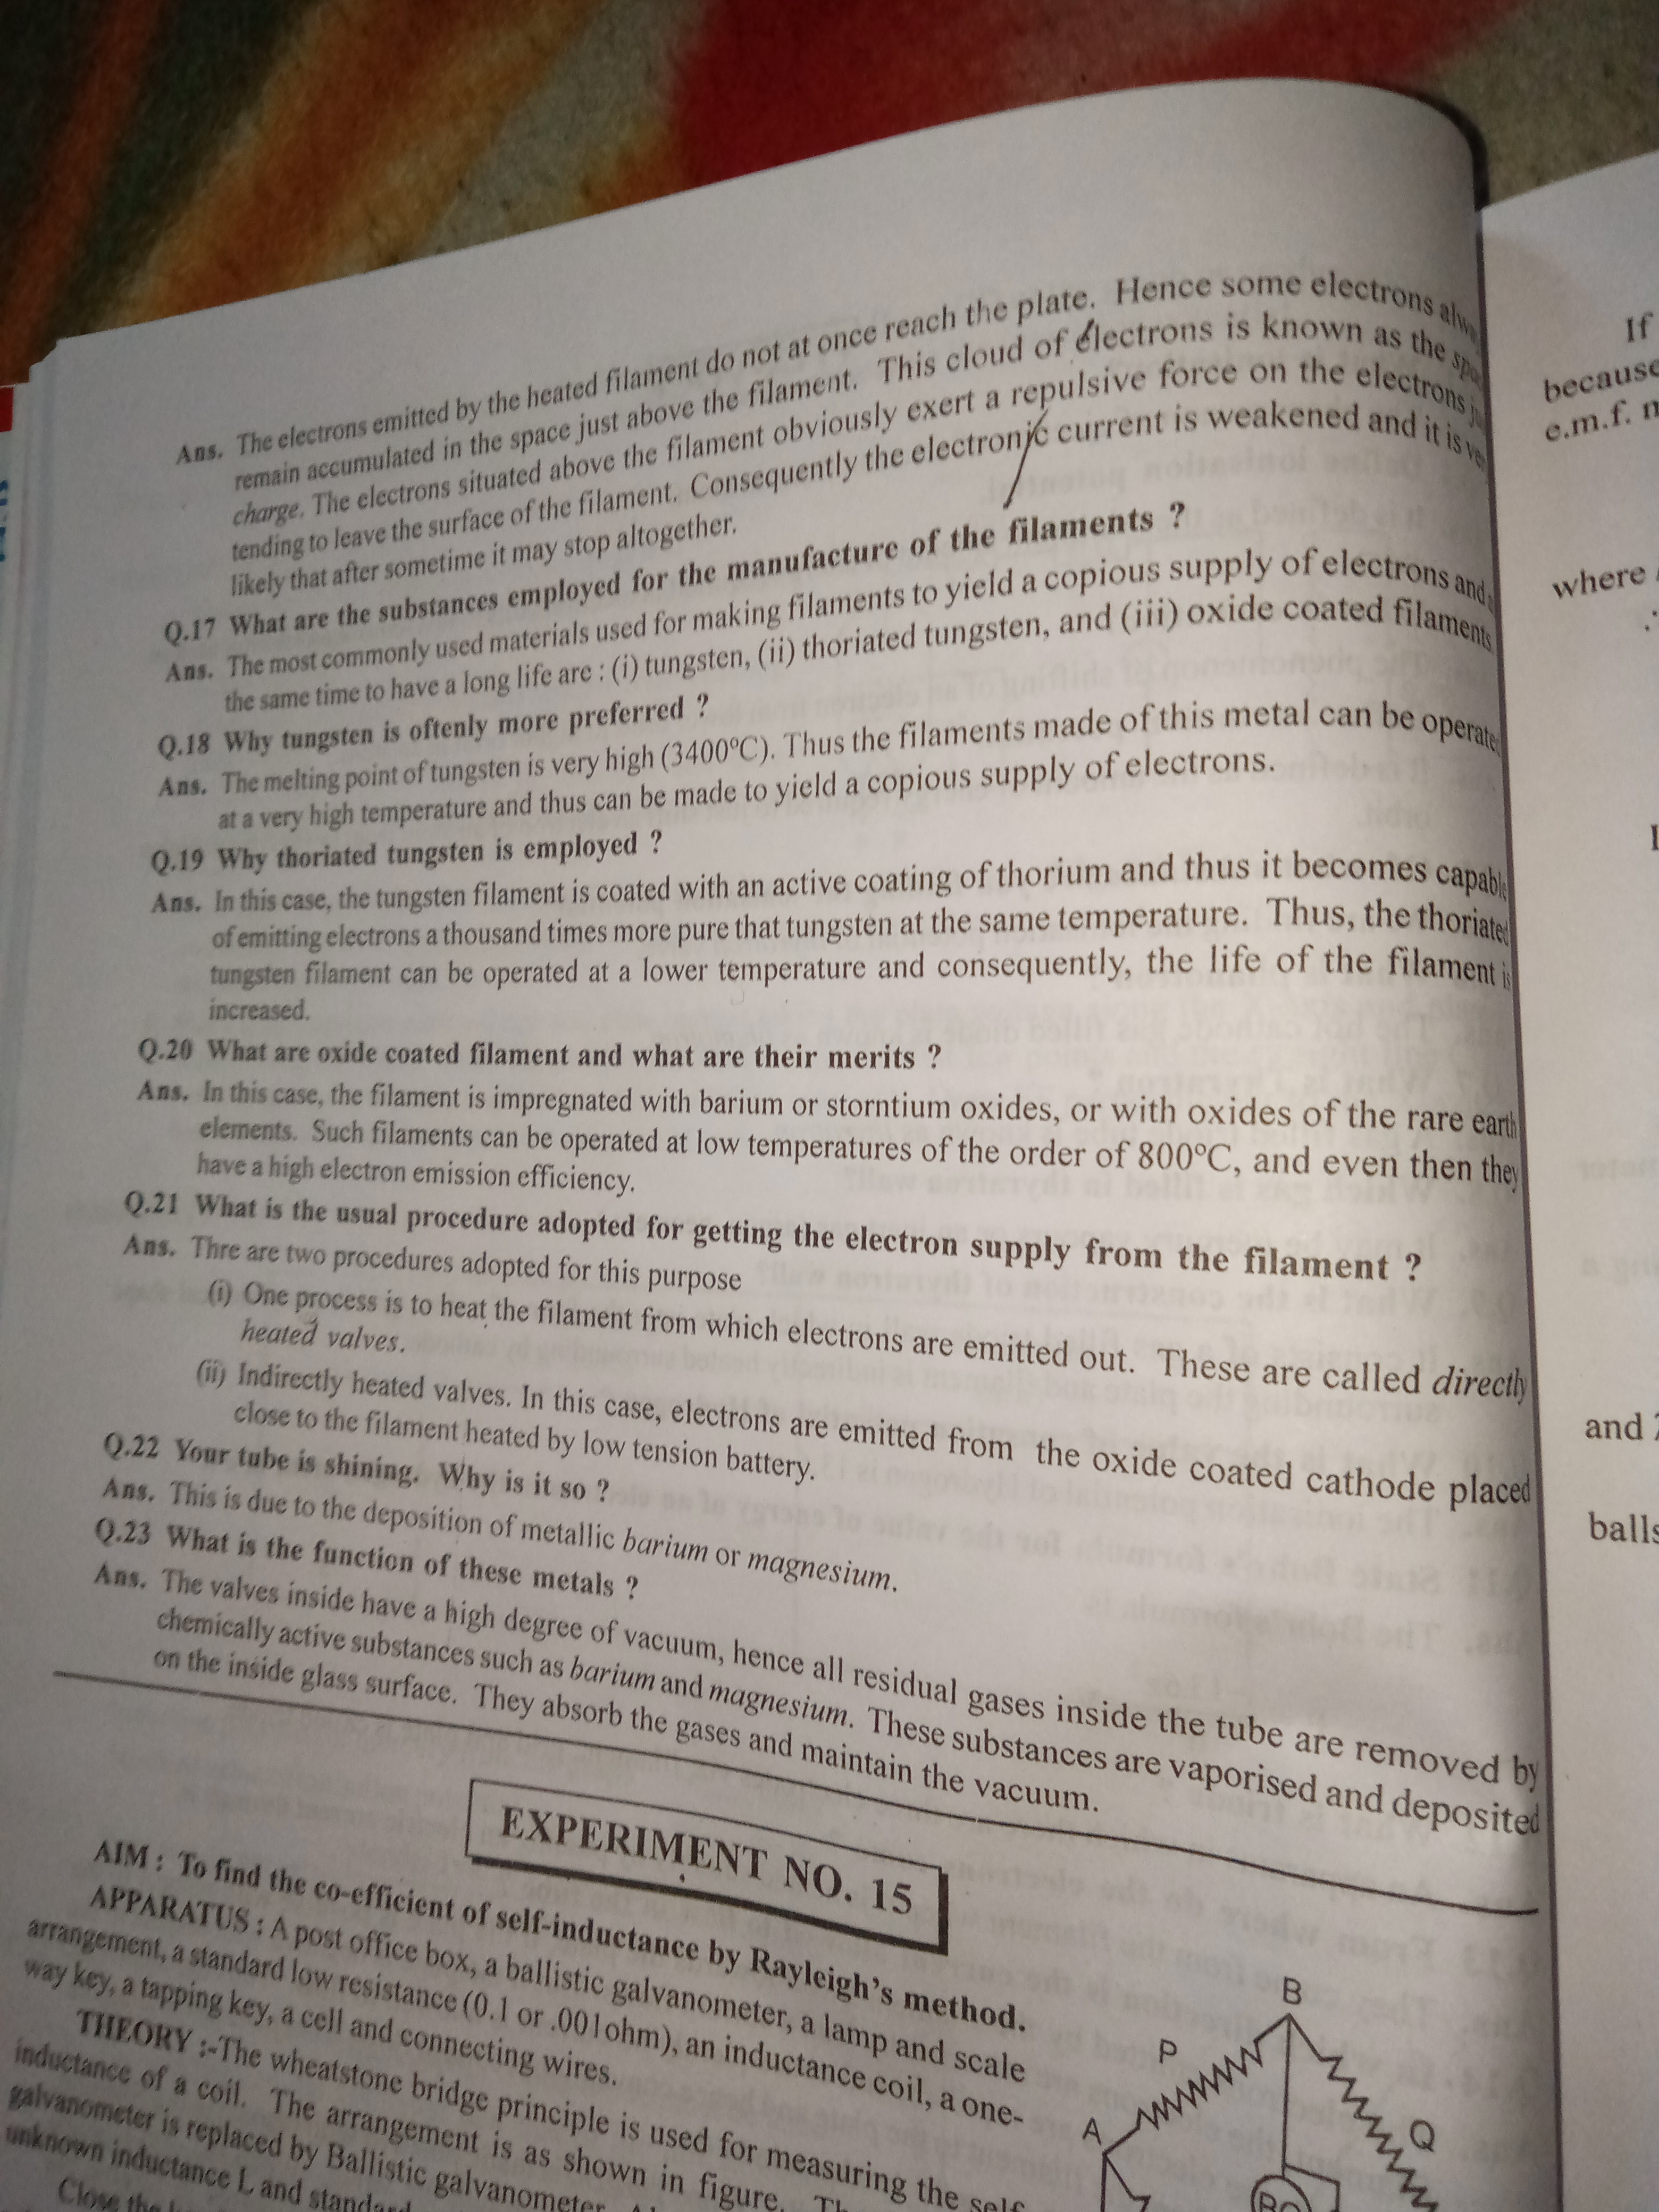 Ans. The electrons emitted by the heated filament do not at once reach the plate. Hence some electrons
remain accumulated in the space just above the filament. This cloud of electrons is known as the
charge. The electrons situated above the filament obviously exert a repulsive force on the electrons
tending to leave the surface of the filament. Consequently the electronic current is weakened and it is
likely that after sometime it may stop altogether.
Q.17 What are the substances employed for the manufacture of the filaments ?
Ans. The most commonly used materials used for making filaments to yield a copious supply of electrons and
the same time to have a long life are : (i) tungsten, (ii) thoriated tungsten, and (iii) oxide coated filaments
Q.18 Why tungsten is oftenly more preferred ?
Ans. The melting point of tungsten is very high (3400°C). Thus the filaments made of this metal can be operate
at a very high temperature and thus can be made to yield a copious supply of electrons.
Q.19 Why thoriated tungsten is employed ?
Ans. In this case, the tungsten filament is coated with an active coating of thorium and thus it becomes capable
of emitting electrons a thousand times more pure that tungsten at the same temperature. Thus, the thoriated
tungsten filament can be operated at a lower temperature and consequently, the life of the filament is
increased.
Q.20 What are oxide coated filament and what are their merits ?
Ans. In this case, the filament is impregnated with barium or storntium oxides, or with oxides of the rare earth
elements. Such filaments can be operated at low temperatures of the order of 800°C, and even then they
have a high electron emission efficiency.
Q.21 What is the usual procedure adopted for getting the electron supply from the filament ?
Ans. Thre are two procedures adopted for this purpose
(i) One process is to heat the filament from which electrons are emitted out. These are called directly
heated valves.
(ii) Indirectly heated valves. In this case, electrons are emitted from the oxide coated cathode placed
close to the filament heated by low tension battery.
Q.22 Your tube is shining. Why is it so ?
Ans. This is due to the deposition of metallic barium or magnesium.
Q.23 What is the function of these metals ?
Ans. The valves inside have a high degree of vacuum, hence all residual gases inside the tube are removed by
chemically active substances such as barium and magnesium. These substances are vaporised and deposited
on the inside glass surface. They absorb the gases and maintain the vacuum.
EXPERIMENT NO. 15
AIM : To find the co-efficient of self-inductance by Rayleigh's method.
APPARATUS : A post office box, a ballistic galvanometer, a lamp and scale
arrangement, a standard low resistance (0.1 or .001ohm), an inductance coil, a one-
way key, a tapping key, a cell and connecting wires.
THEORY :-The wheatstone bridge principle is used for measuring the self
inductance of a coil. The arrangement is as shown in figure. Th
galvanometer is replaced by Ballistic galvanometer.
unknown inductance L and standard
Close the
B
P
A
Q
If
because
e.m.f.
where
and
balls